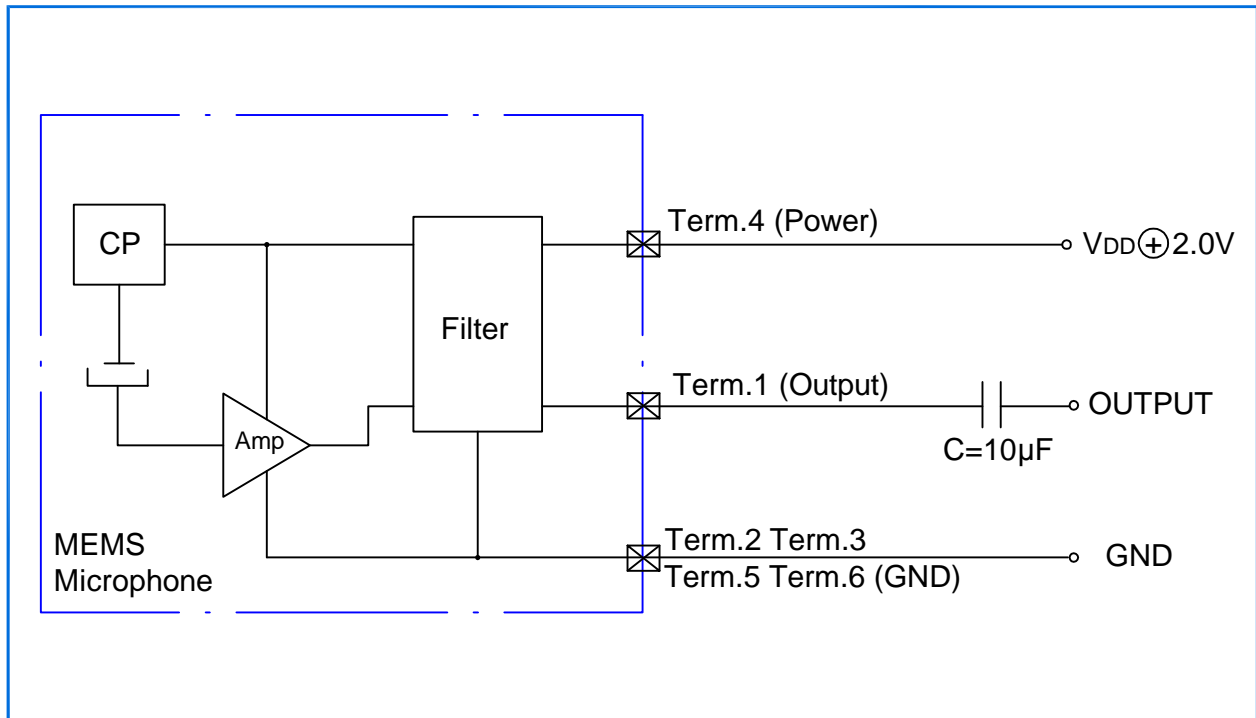 Term.4 (Power)
CP
VDD⊕2.0V
Filter
Term.1 (Output)
OUTPUT
Amp
C=10µF
Term.2 Term.3
MEMS
Microphone
GND
Term.5 Term.6 (GND)